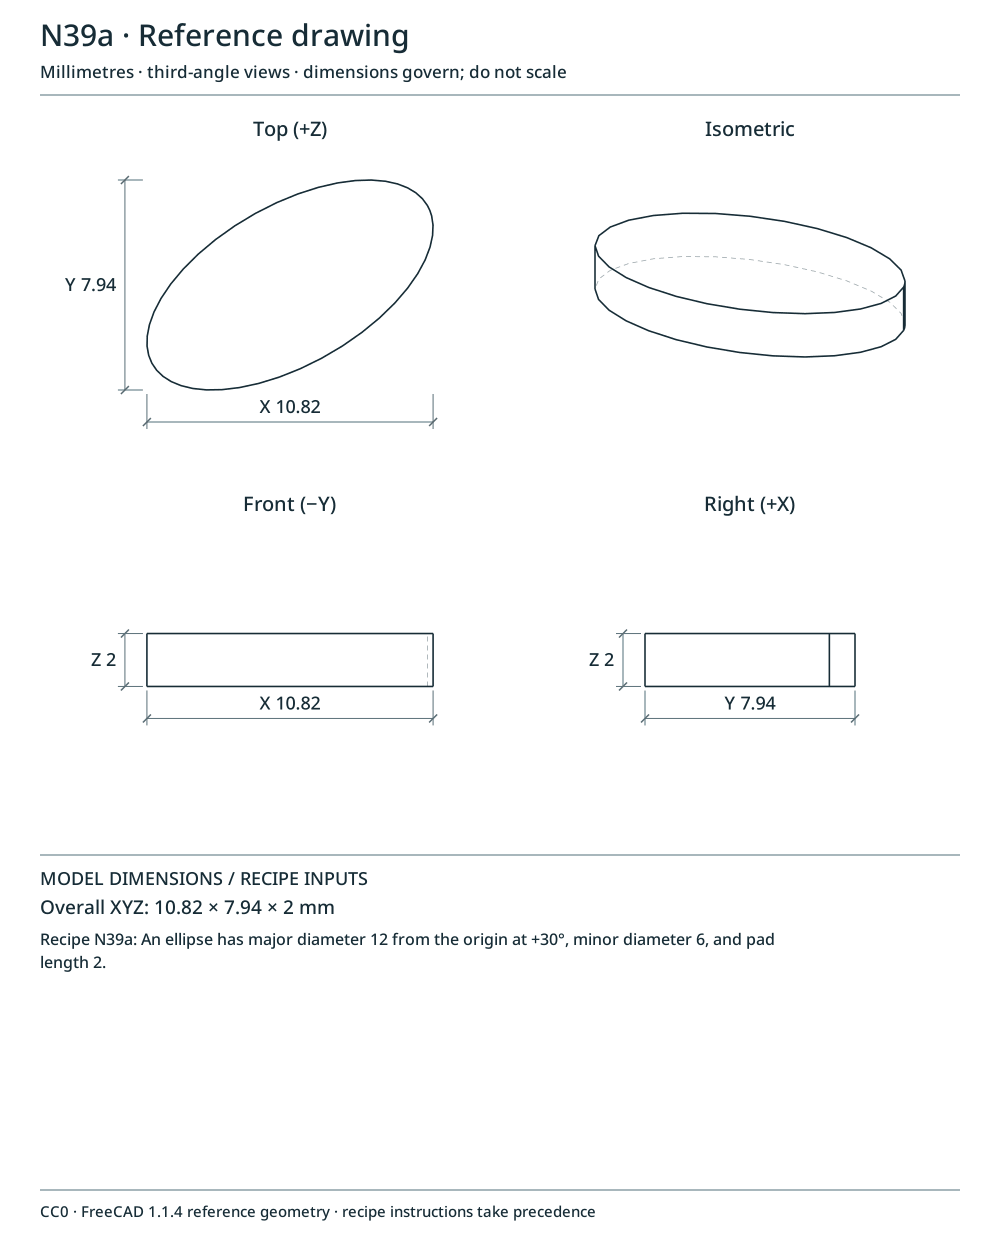 N39a · Reference drawing
Millimetres · third-angle views · dimensions govern; do not scale
Top (+Z)
Isometric
Y 7.94
X 10.82
Front (−Y)
Right (+X)
Z 2
X 10.82
Z 2
Y 7.94
MODEL DIMENSIONS / RECIPE INPUTS
Overall XYZ: 10.82 × 7.94 × 2 mm
Recipe N39a: An ellipse has major diameter 12 from the origin at +30°, minor diameter 6, and pad
length 2.
CC0 · FreeCAD 1.1.4 reference geometry · recipe instructions take precedence